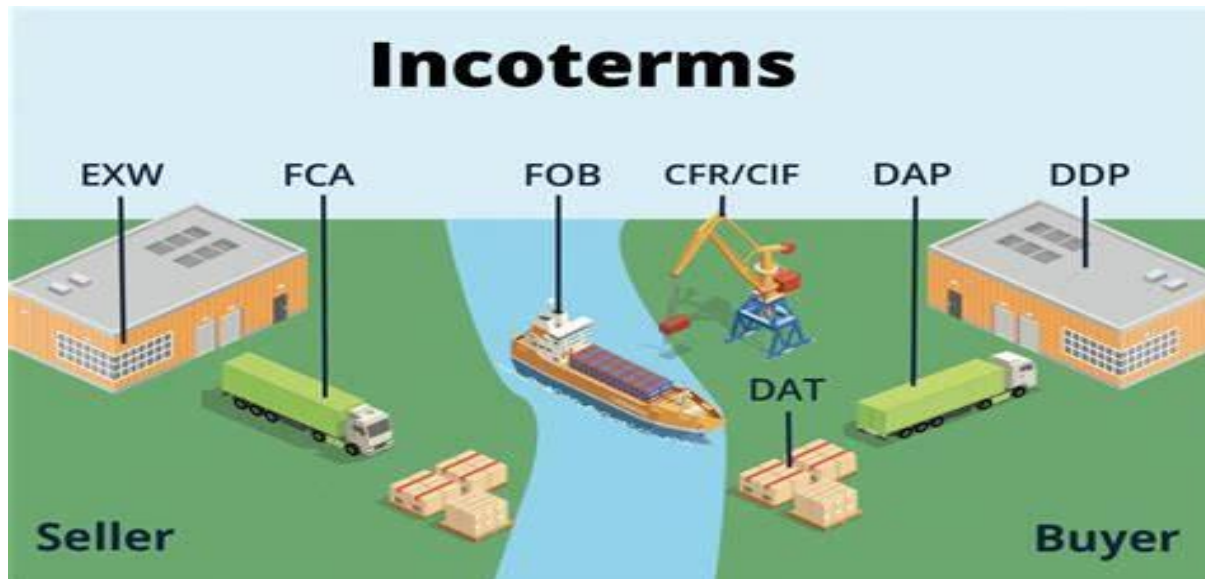 Incoterms
EXW FCA FOB CFR/CIF DAP DDP
DAT
Seller Buyer